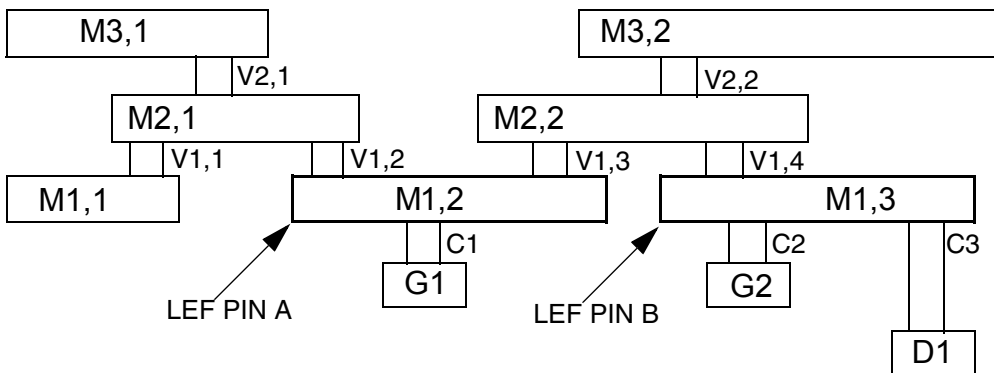 M3,1
M3,2
V2,1
V2,2
M2,1
M2,2
V1,1
V1,2
V1,3
V1,4
M1,1
M1,2
M1,3
C1
C2
C3
G1
G2
LEF PIN A
LEF PIN B
D1